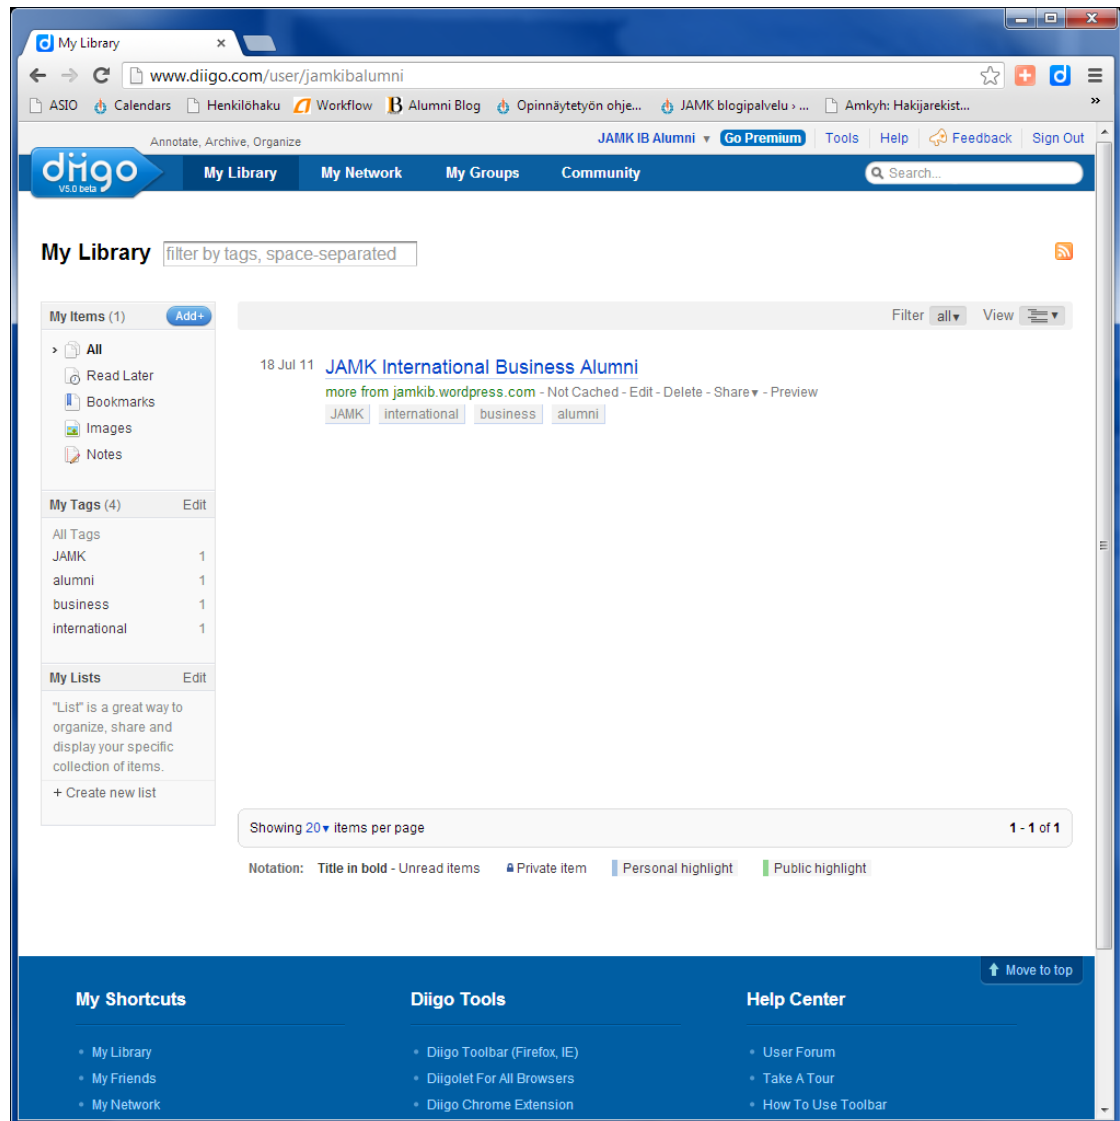 My Library
www.diigo.com/user/jamkibalumni
ASIO Calendars Henkilöhaku Workflow Alumni Blog Opinnäytetyön ohje... JAMK blogipalvelu › ... Amkyh: Hakijarekist... »
Annotate, Archive, Organize JAMK IB Alumni ▼ Go Premium Tools Help Feedback Sign Out
diigo V5.0 beta My Library My Network My Groups Community Search...
My Library filter by tags, space-separated
My Items (1) Add+ Filter all▼ View
› All
Read Later
Bookmarks
Images
Notes
18 Jul 11 JAMK International Business Alumni
more from jamkib.wordpress.com - Not Cached - Edit - Delete - Share▼ - Preview
JAMK international business alumni
My Tags (4) Edit
All Tags
JAMK 1
alumni 1
business 1
international 1
My Lists Edit
"List" is a great way to
organize, share and
display your specific
collection of items.
+ Create new list
Showing 20▼ items per page 1 - 1 of 1
Notation: Title in bold - Unread items Private item Personal highlight Public highlight
Move to top
My Shortcuts Diigo Tools Help Center
• My Library • Diigo Toolbar (Firefox, IE) • User Forum
• My Friends • Diigolet For All Browsers • Take A Tour
• My Network • Diigo Chrome Extension • How To Use Toolbar